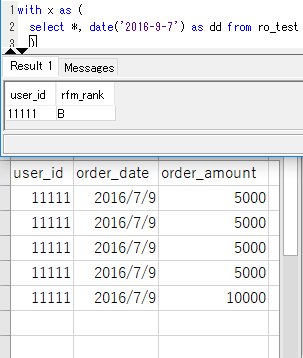 1 with x as (
2 select *, date('2016-9-7') as dd from ro_test
3 )
Result 1 Messages
user_id rfm_rank
11111 B
user_id order_date order_amount
11111 2016/7/9 5000
11111 2016/7/9 5000
11111 2016/7/9 5000
11111 2016/7/9 5000
11111 2016/7/9 10000